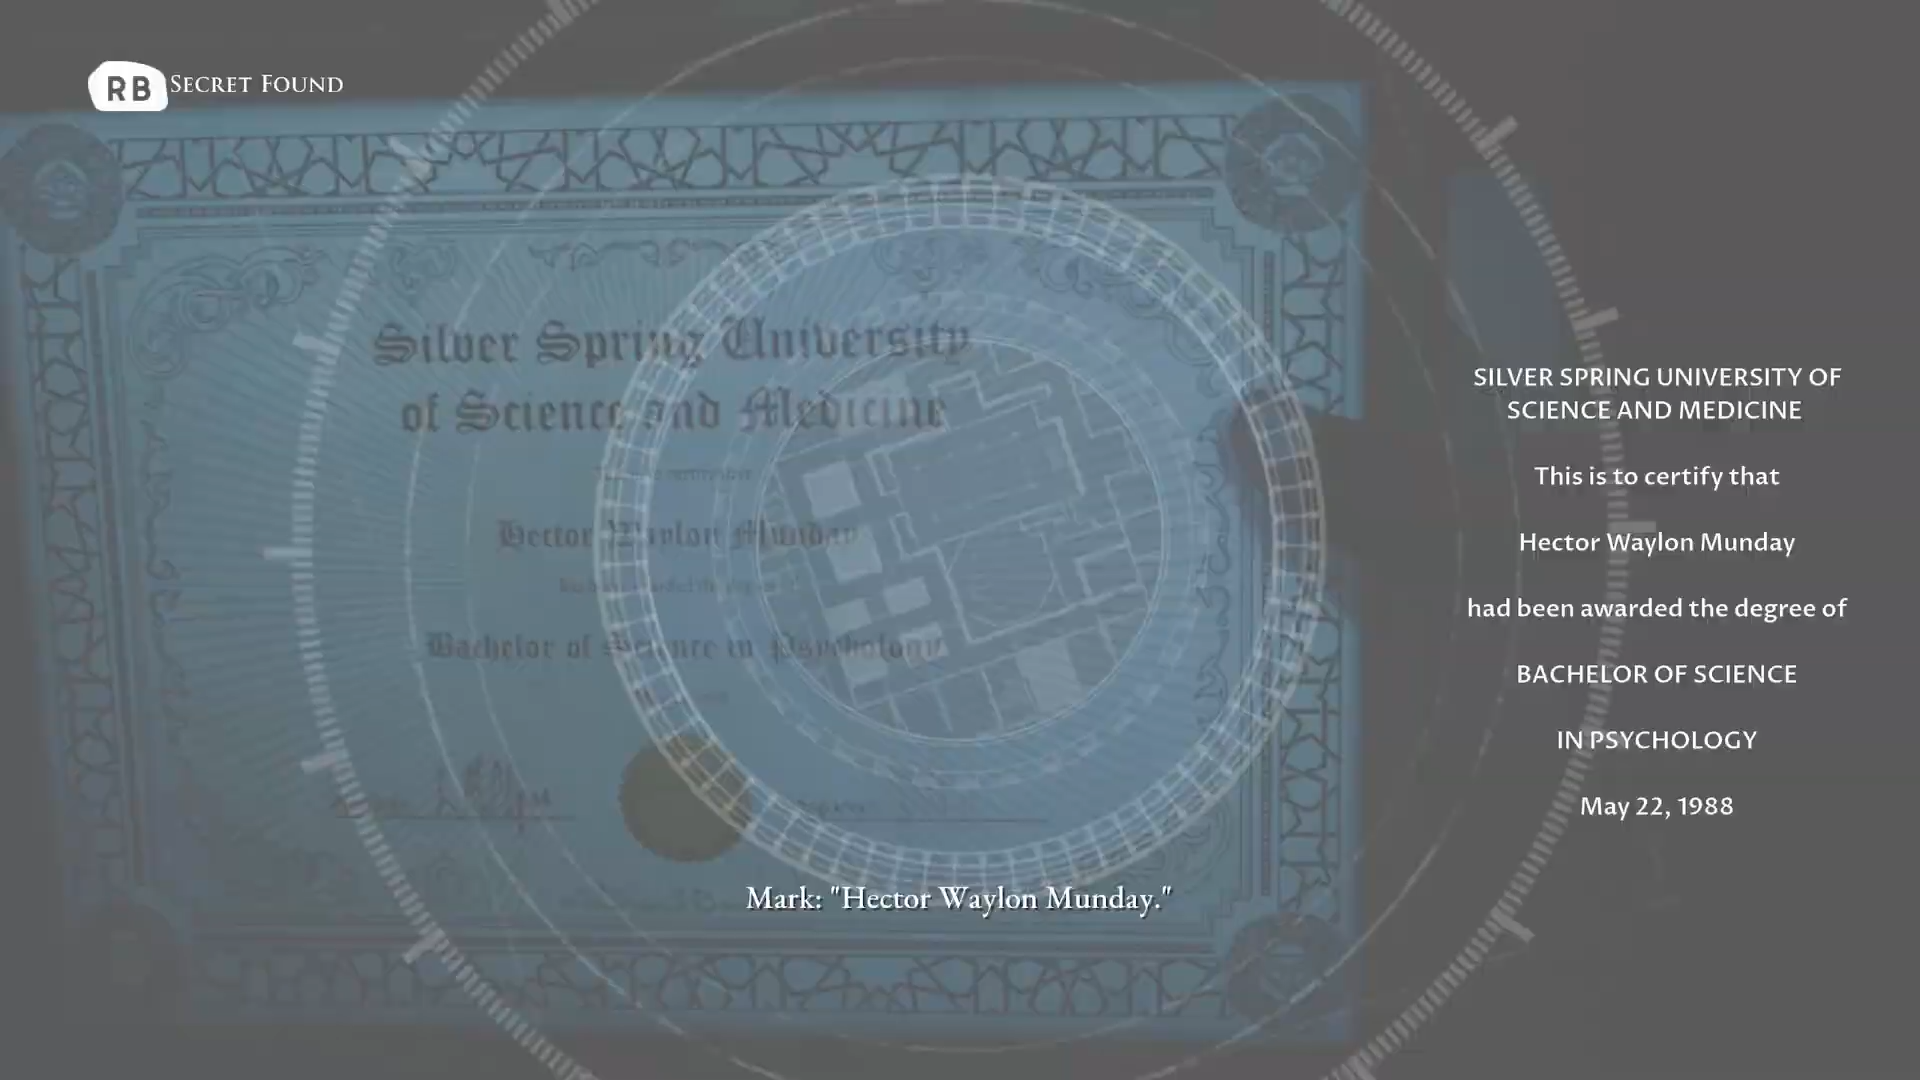 RB SECRET FOUND
Silver Spring University
of Science and Medicine
Hector Waylon Munday
Bachelor of Science in Psychology
SILVER SPRING UNIVERSITY OF
SCIENCE AND MEDICINE
This is to certify that
Hector Waylon Munday
had been awarded the degree of
BACHELOR OF SCIENCE
IN PSYCHOLOGY
May 22, 1988
Mark: "Hector Waylon Munday."